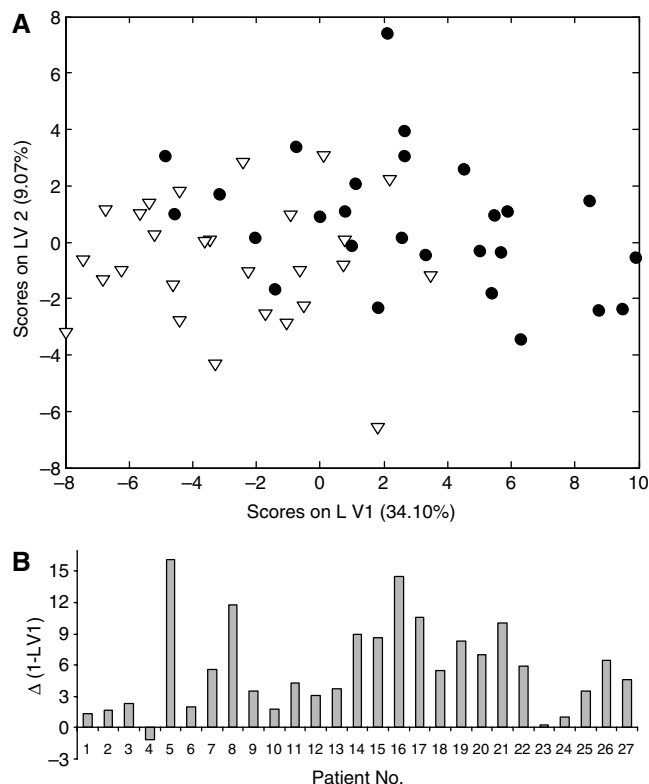 A
8
6
4
2
0
–2
–4
–6
–8
Scores on LV 2 (9.07%)
–8 –6 –4 –2 0 2 4 6 8 10
Scores on L V1 (34.10%)
B
15
12
9
6
3
0
–3
Δ (1-LV1)
1 2 3 4 5 6 7 8 9 10 11 12 13 14 15 16 17 18 19 20 21 22 23 24 25 26 27
Patient No.